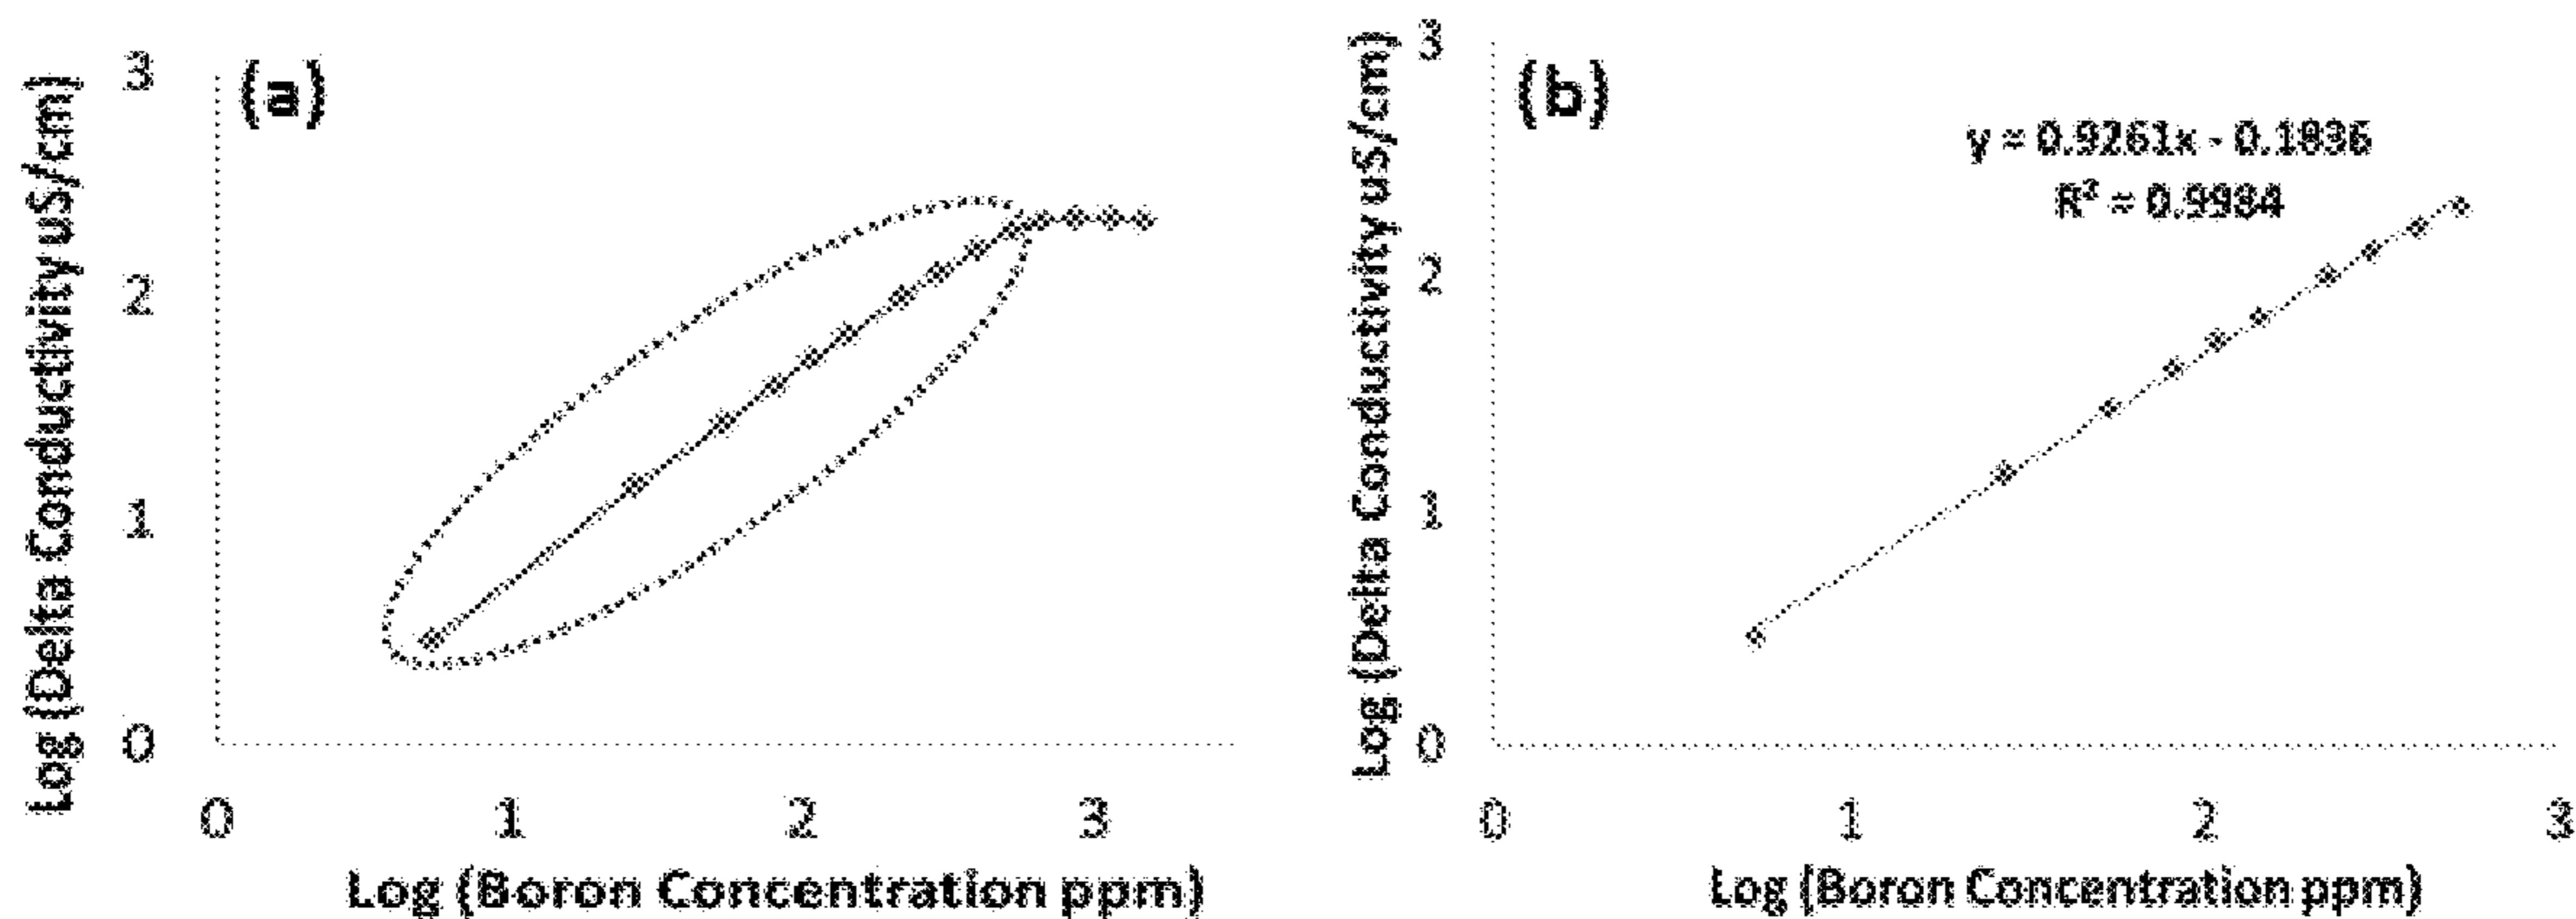 (a)
Log (Delta Conductivity uS/cm)
3
2
1
0
0 1 2 3
Log (Boron Concentration ppm)
(b)
y = 0.9261x - 0.1836
R² = 0.9984
Log (Delta Conductivity uS/cm)
3
2
1
0
0 1 2 3
Log (Boron Concentration ppm)